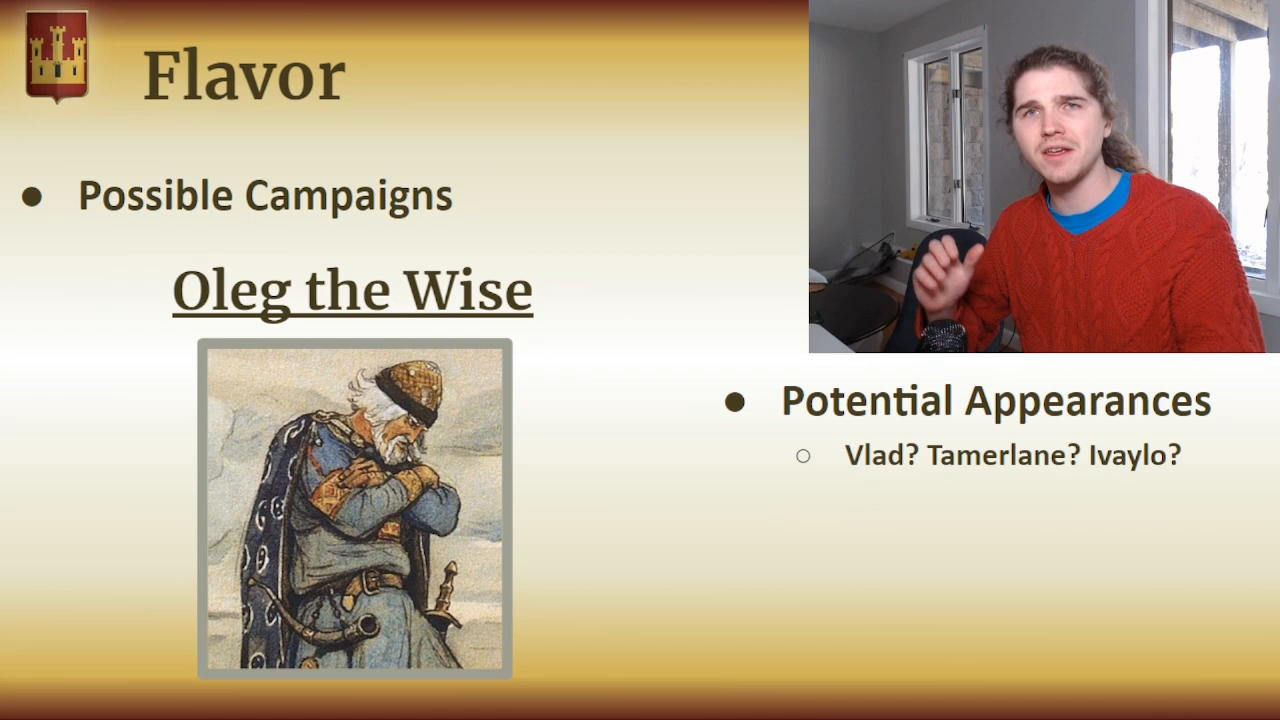 Flavor
● Possible Campaigns
Oleg the Wise
● Potential Appearances
○ Vlad? Tamerlane? Ivaylo?